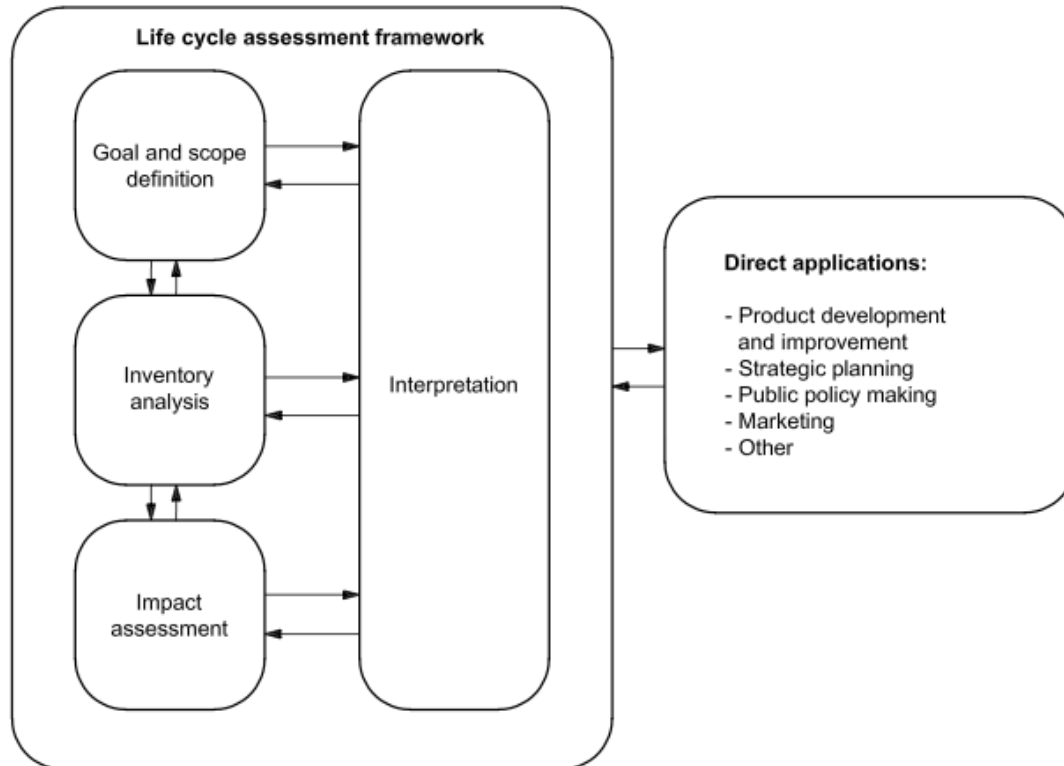 Life cycle assessment framework
Goal and scope
definition
Inventory
analysis
Impact
assessment
Interpretation
Direct applications:
- Product development
and improvement
- Strategic planning
- Public policy making
- Marketing
- Other